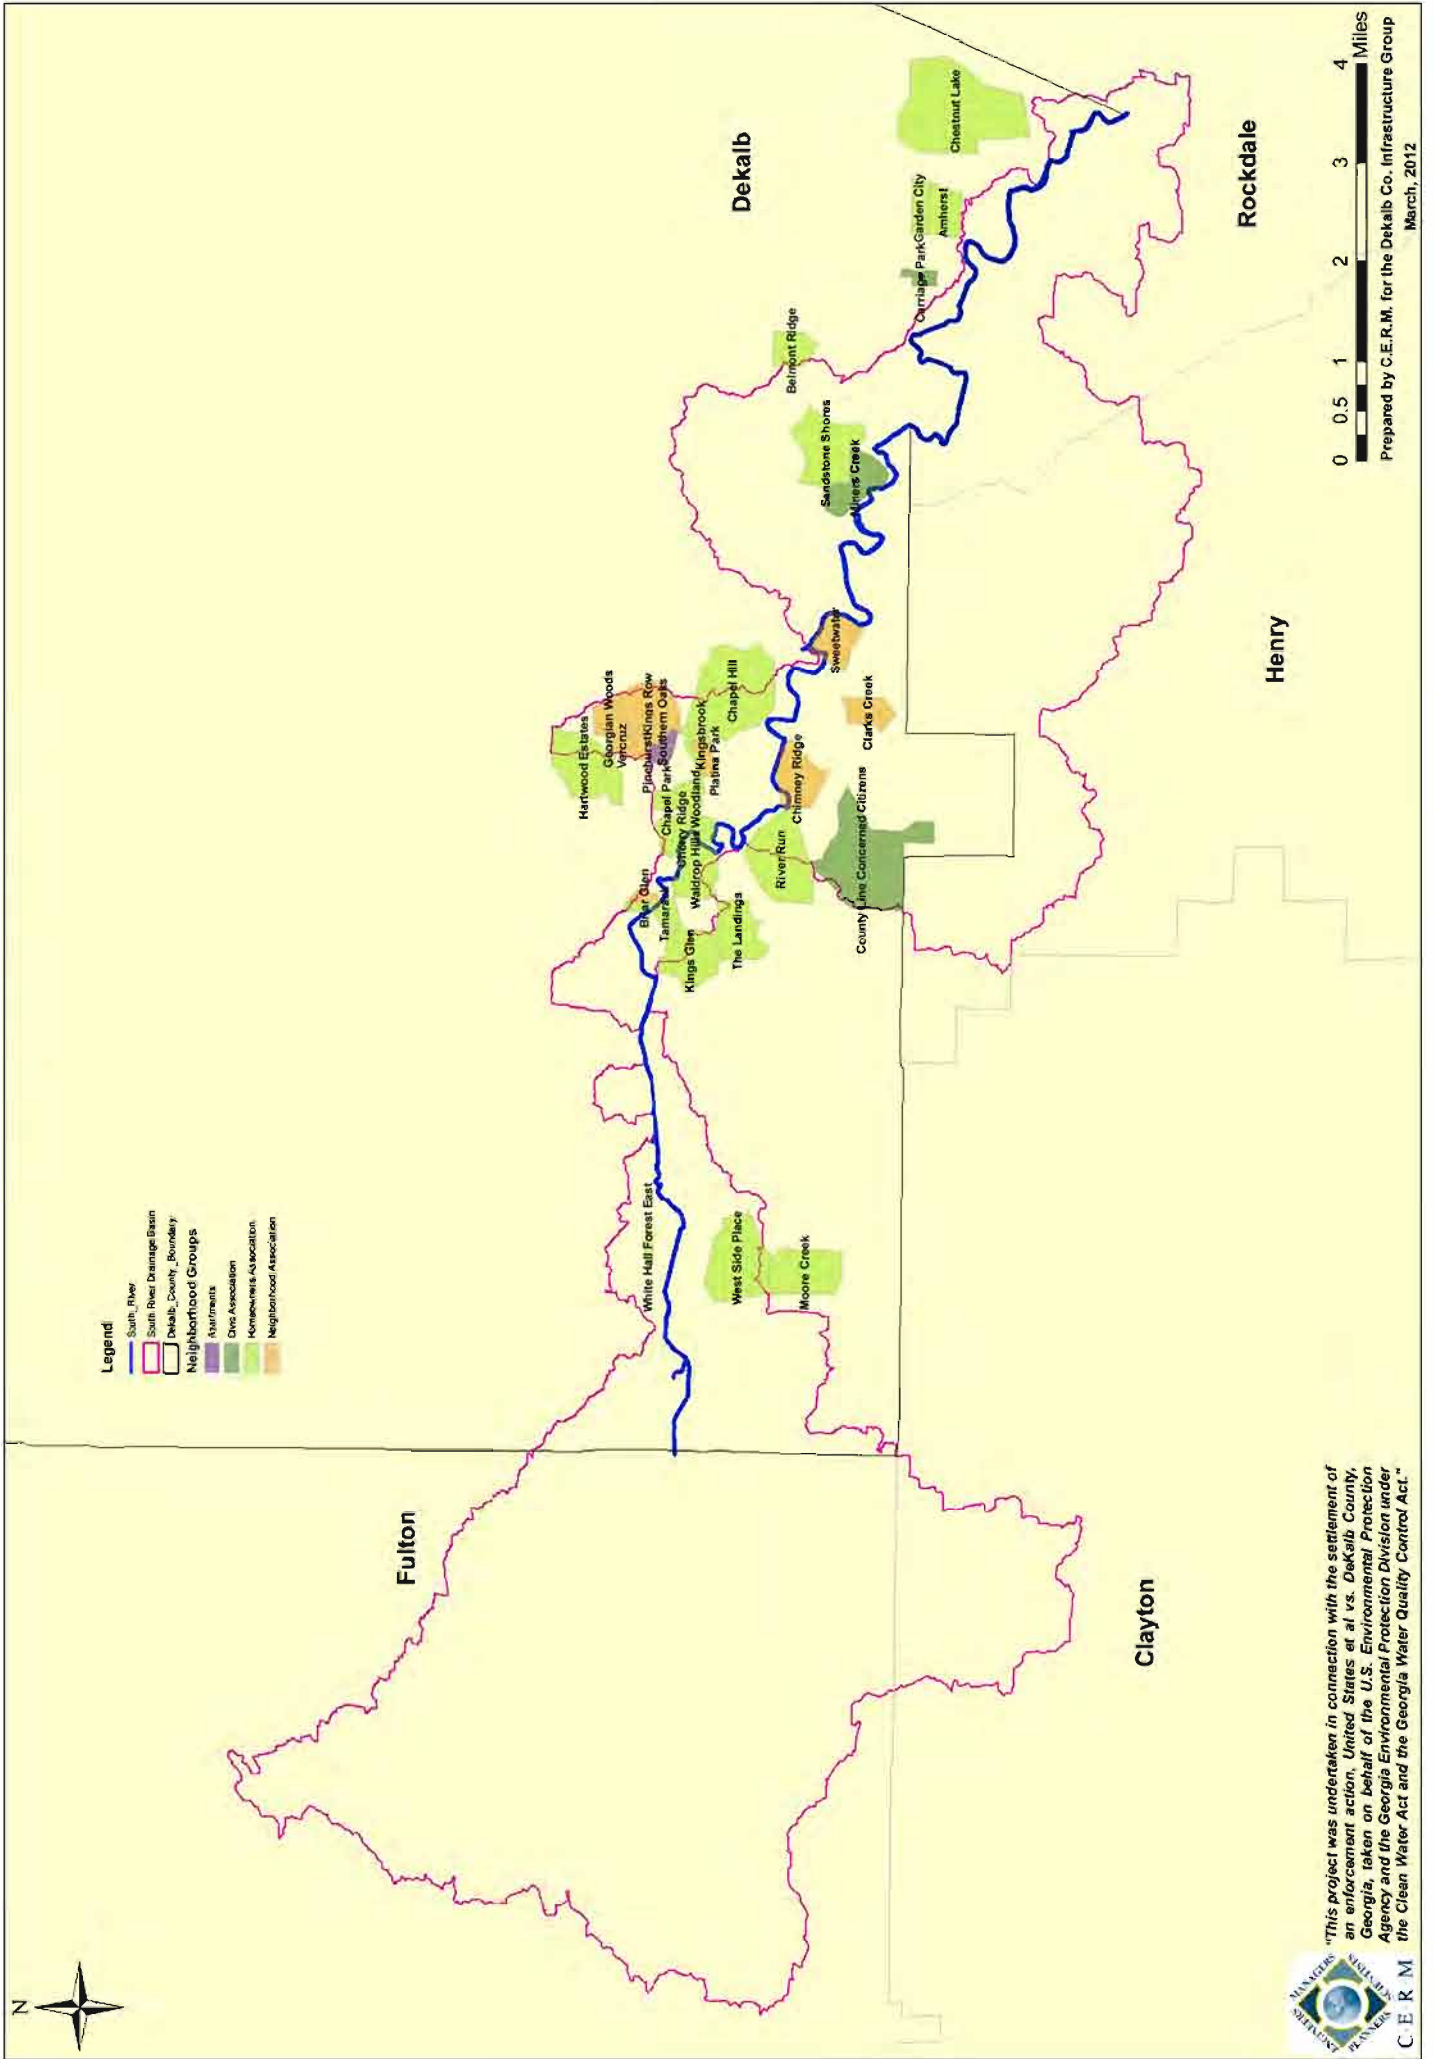 N
Legend
South_River
South River Drainage Basin
Dekalb_County_Boundary
Neighborhood Groups
Apartments
Civic Association
Homeowners Association
Neighborhood Association
Fulton
Dekalb
Clayton
Henry
Rockdale
Hartwood Estates
Georgian Woods
Vercruz
Kings Row
Southern Oaks
Chapel Park
Kingsbrook
Platina Park
Chapel Hill
Waldrop Hills
Woodland
Briar Glen
Tamarack
Kings Glen
The Landings
River Run
Chimney Ridge
Clarks Creek
Sweetwater
County Line Concerned Citizens
White Hall Forest East
West Side Place
Moore Creek
Sandstone Shores
Miners Creek
Belmont Ridge
Carriage Park
Garden City
Amherst
Chestnut Lake
"This project was undertaken in connection with the settlement of
an enforcement action, United States et al vs. DeKalb County,
Georgia, taken on behalf of the U.S. Environmental Protection
Agency and the Georgia Environmental Protection Division under
the Clean Water Act and the Georgia Water Quality Control Act."
ENGINEERS MANAGERS
PLANNERS SCIENTISTS
C E R M
0 0.5 1 2 3 4 Miles
Prepared by C.E.R.M. for the Dekalb Co. Infrastructure Group
March, 2012